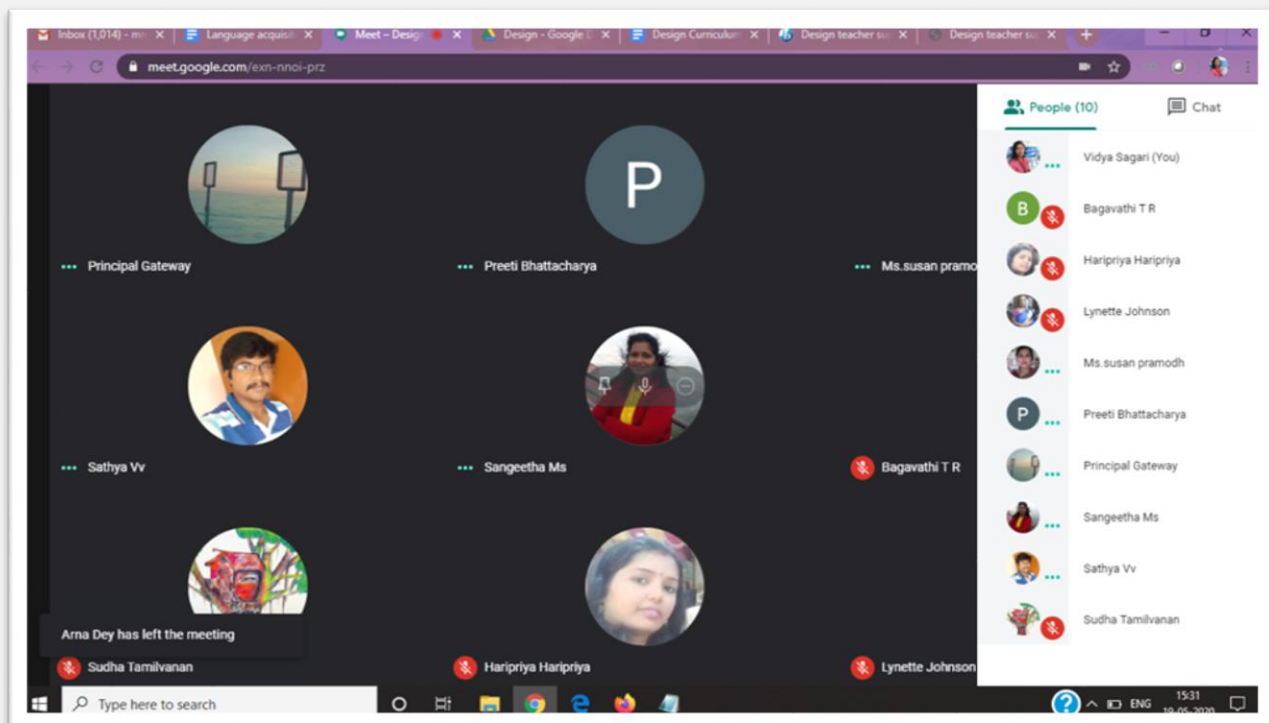 Inbox (1,014) - m
Language acquisi
Meet – Desig
Design - Google D
Design Curriculum
Design teacher su
Design teacher su
meet.google.com/exn-nnoi-prz
People (10)
Chat
Vidya Sagari (You)
B
Bagavathi T R
Haripriya Haripriya
Lynette Johnson
Ms.susan pramodh
P
Preeti Bhattacharya
Principal Gateway
Sangeetha Ms
Sathya Vv
Sudha Tamilvanan
P
Principal Gateway
Preeti Bhattacharya
Ms.susan pramo
Sathya Vv
Sangeetha Ms
Bagavathi T R
Arna Dey has left the meeting
Sudha Tamilvanan
Haripriya Haripriya
Lynette Johnson
Type here to search
ENG
15:31
19-05-2020